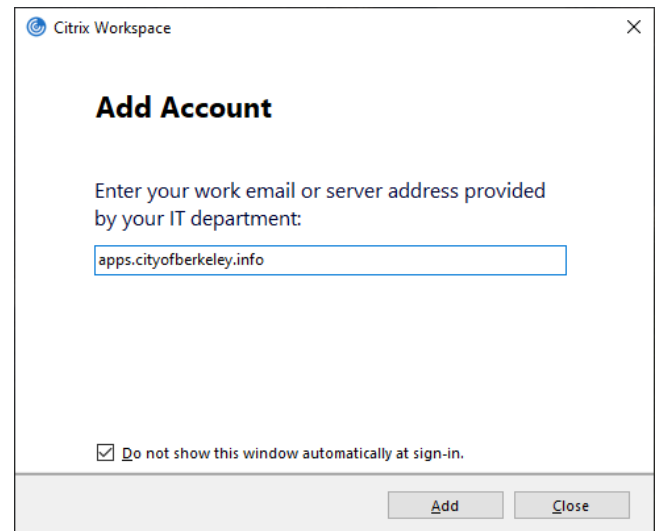 Citrix Workspace
Add Account
Enter your work email or server address provided
by your IT department:
apps.cityofberkeley.info
Do not show this window automatically at sign-in.
Add
Close